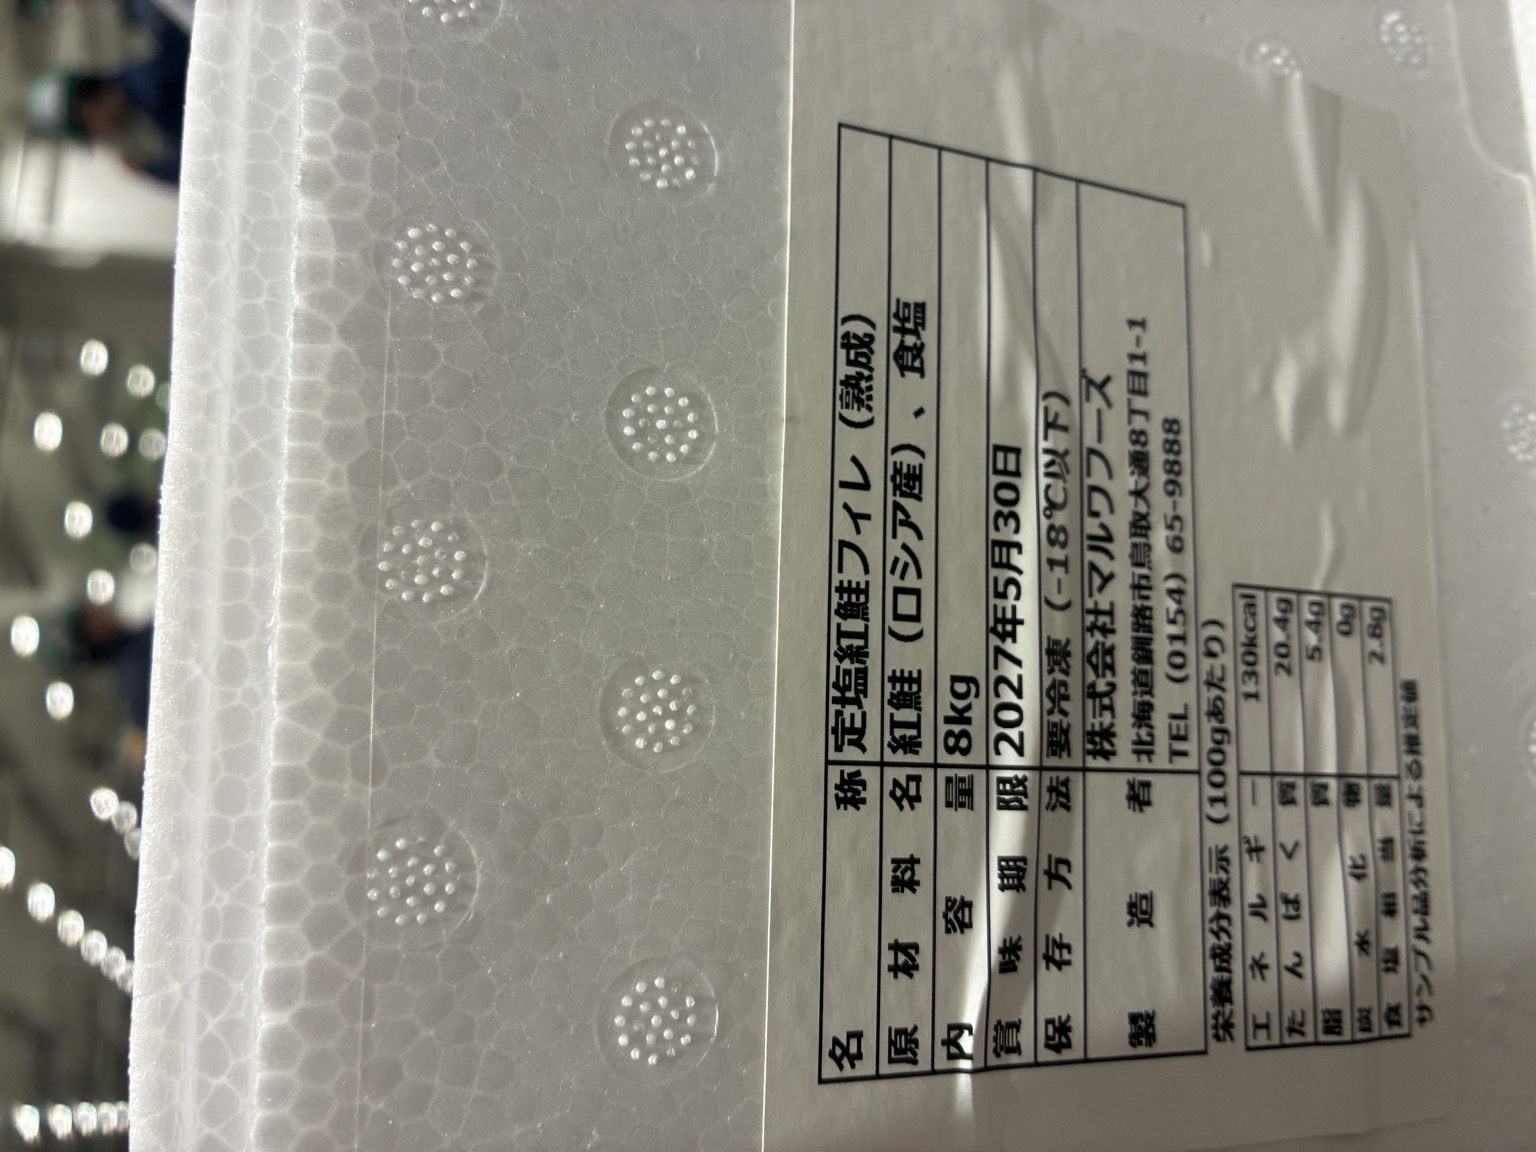 名称 定塩紅鮭フィレ（熟成）
原材料名 紅鮭（ロシア産）、食塩
内容量 8kg
賞味期限 2027年5月30日
保存方法 要冷凍（-18℃以下）
製造者 株式会社マルワフーズ
北海道釧路市鳥取大通8丁目1-1
TEL（0154）65-9888
栄養成分表示（100gあたり）
エネルギー 130kcal
たんぱく質 20.4g
脂質 5.4g
炭水化物 0g
食塩相当量 2.8g
サンプル品分析による推定値